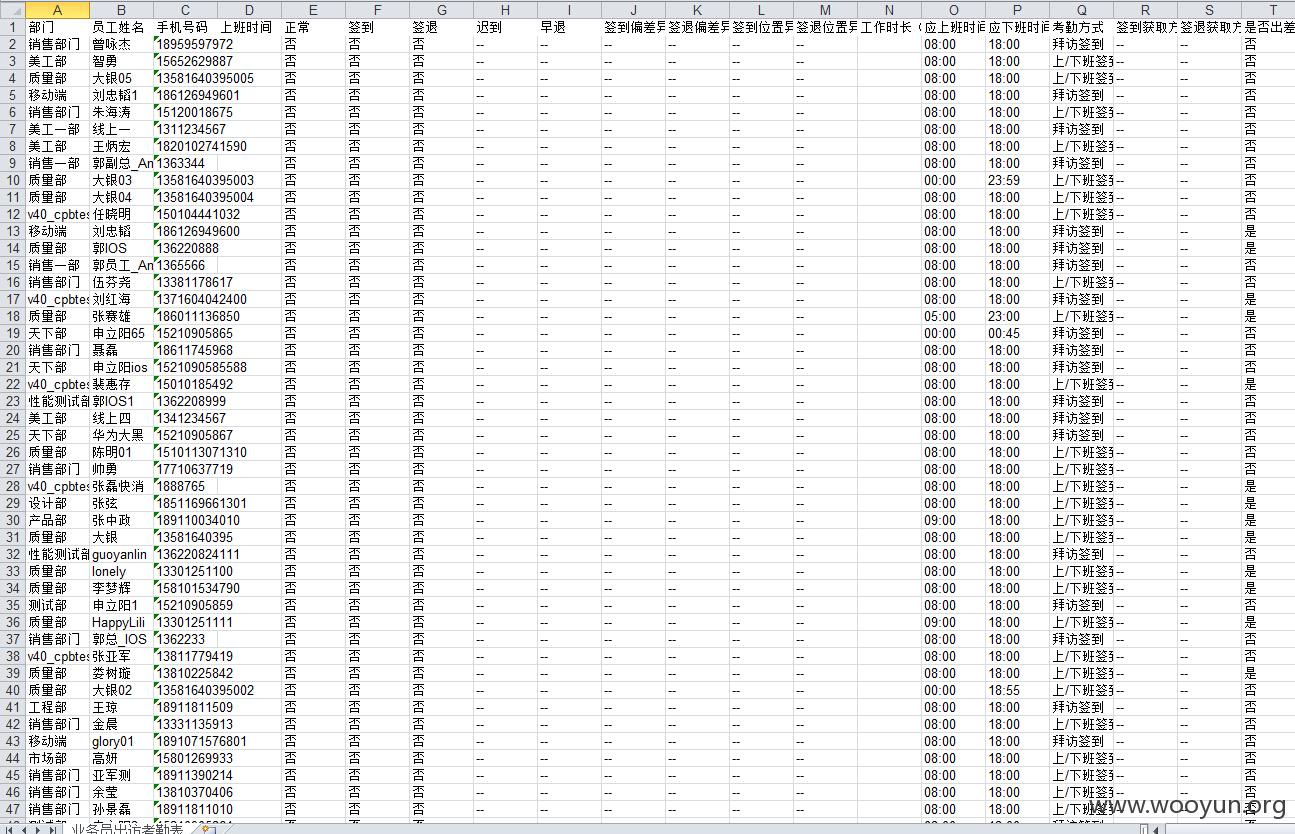 A B C D E F G H I J K L M N O P Q R S T
1 部门 员工姓名 手机号码 上班时间 正常 签到 签退 迟到 早退 签到偏差异 签退偏差异 签到位置异 签退位置异 工作时长（ 应上班时间 应下班时间 考勤方式 签到获取方 签退获取方 是否出差
2 销售部门 曾咏杰 18959597972 否 否 否 -- -- -- -- -- -- 08:00 18:00 拜访签到 -- -- 否
3 美工部 智勇 15652629887 否 否 否 -- -- -- -- -- -- 08:00 18:00 上/下班签到 -- -- 否
4 质量部 大银05 13581640395005 否 否 否 -- -- -- -- -- -- 08:00 18:00 上/下班签到 -- -- 否
5 移动端 刘忠韬1 186126949601 否 否 否 -- -- -- -- -- -- 08:00 18:00 拜访签到 -- -- 否
6 销售部门 朱海涛 15120018675 否 否 否 -- -- -- -- -- -- 08:00 18:00 上/下班签到 -- -- 否
7 美工一部 线上一 1311234567 否 否 否 -- -- -- -- -- -- 08:00 18:00 拜访签到 -- -- 否
8 美工部 王炳宏 1820102741590 否 否 否 -- -- -- -- -- -- 08:00 18:00 上/下班签到 -- -- 否
9 销售一部 郭副总_An 1363344 否 否 否 -- -- -- -- -- -- 08:00 18:00 拜访签到 -- -- 否
10 质量部 大银03 13581640395003 否 否 否 -- -- -- -- -- -- 00:00 23:59 上/下班签到 -- -- 否
11 质量部 大银04 13581640395004 否 否 否 -- -- -- -- -- -- 08:00 18:00 上/下班签到 -- -- 否
12 v40_cpbtes 任晓明 150104441032 否 否 否 -- -- -- -- -- -- 08:00 18:00 上/下班签到 -- -- 否
13 移动端 刘忠韬 186126949600 否 否 否 -- -- -- -- -- -- 08:00 18:00 拜访签到 -- -- 是
14 质量部 郭IOS 136220888 否 否 否 -- -- -- -- -- -- 08:00 18:00 拜访签到 -- -- 是
15 销售一部 郭员工_An 1365566 否 否 否 -- -- -- -- -- -- 08:00 18:00 拜访签到 -- -- 否
16 销售部门 伍芬尧 13381178617 否 否 否 -- -- -- -- -- -- 08:00 18:00 上/下班签到 -- -- 否
17 v40_cpbtes 刘红海 1371604042400 否 否 否 -- -- -- -- -- -- 08:00 18:00 拜访签到 -- -- 是
18 质量部 张赛雄 186011136850 否 否 否 -- -- -- -- -- -- 05:00 23:00 上/下班签到 -- -- 是
19 天下部 申立阳65 15210905865 否 否 否 -- -- -- -- -- -- 00:00 00:45 拜访签到 -- -- 否
20 销售部门 聂磊 18611745968 否 否 否 -- -- -- -- -- -- 08:00 18:00 拜访签到 -- -- 否
21 天下部 申立阳ios 1521090585588 否 否 否 -- -- -- -- -- -- 08:00 18:00 拜访签到 -- -- 否
22 v40_cpbtes 裴惠存 15010185492 否 否 否 -- -- -- -- -- -- 08:00 18:00 上/下班签到 -- -- 是
23 性能测试部 郭IOS1 1362208999 否 否 否 -- -- -- -- -- -- 08:00 18:00 拜访签到 -- -- 否
24 美工部 线上四 1341234567 否 否 否 -- -- -- -- -- -- 08:00 18:00 拜访签到 -- -- 否
25 天下部 华为大黑 15210905867 否 否 否 -- -- -- -- -- -- 08:00 18:00 拜访签到 -- -- 否
26 质量部 陈明01 1510113071310 否 否 否 -- -- -- -- -- -- 08:00 18:00 上/下班签到 -- -- 否
27 销售部门 帅勇 17710637719 否 否 否 -- -- -- -- -- -- 08:00 18:00 上/下班签到 -- -- 否
28 v40_cpbtes 张磊快消 1888765 否 否 否 -- -- -- -- -- -- 08:00 18:00 上/下班签到 -- -- 是
29 设计部 张弦 1851169661301 否 否 否 -- -- -- -- -- -- 08:00 18:00 上/下班签到 -- -- 是
30 产品部 张中政 189110034010 否 否 否 -- -- -- -- -- -- 09:00 18:00 上/下班签到 -- -- 是
31 质量部 大银 13581640395 否 否 否 -- -- -- -- -- -- 08:00 18:00 上/下班签到 -- -- 是
32 性能测试部 guoyanlin 136220824111 否 否 否 -- -- -- -- -- -- 08:00 18:00 拜访签到 -- -- 否
33 质量部 lonely 13301251100 否 否 否 -- -- -- -- -- -- 08:00 18:00 上/下班签到 -- -- 是
34 质量部 李梦辉 158101534790 否 否 否 -- -- -- -- -- -- 08:00 18:00 上/下班签到 -- -- 是
35 测试部 申立阳1 15210905859 否 否 否 -- -- -- -- -- -- 08:00 18:00 拜访签到 -- -- 否
36 质量部 HappyLili 13301251111 否 否 否 -- -- -- -- -- -- 09:00 18:00 上/下班签到 -- -- 是
37 销售部门 郭总_IOS 1362233 否 否 否 -- -- -- -- -- -- 08:00 18:00 拜访签到 -- -- 否
38 v40_cpbtes 张亚军 13811779419 否 否 否 -- -- -- -- -- -- 08:00 18:00 上/下班签到 -- -- 否
39 质量部 娄树璇 13810225842 否 否 否 -- -- -- -- -- -- 08:00 18:00 上/下班签到 -- -- 是
40 质量部 大银02 13581640395002 否 否 否 -- -- -- -- -- -- 00:00 18:55 上/下班签到 -- -- 否
41 工程部 王琼 18911811509 否 否 否 -- -- -- -- -- -- 08:00 18:00 拜访签到 -- -- 否
42 销售部门 金晨 13331135913 否 否 否 -- -- -- -- -- -- 08:00 18:00 上/下班签到 -- -- 否
43 移动端 glory01 1891071576801 否 否 否 -- -- -- -- -- -- 08:00 18:00 拜访签到 -- -- 否
44 市场部 高妍 15801269933 否 否 否 -- -- -- -- -- -- 08:00 18:00 上/下班签到 -- -- 否
45 销售部门 亚军测 18911390214 否 否 否 -- -- -- -- -- -- 08:00 18:00 上/下班签到 -- -- 否
46 销售部门 余莹 13810370406 否 否 否 -- -- -- -- -- -- 08:00 18:00 上/下班签到 -- -- 否
47 销售部门 孙景磊 18911811010 否 否 否 -- -- -- -- -- -- 08:00 18:00 上/下班签到 -- -- 否
www.wooyun.org
业务员出访考勤表